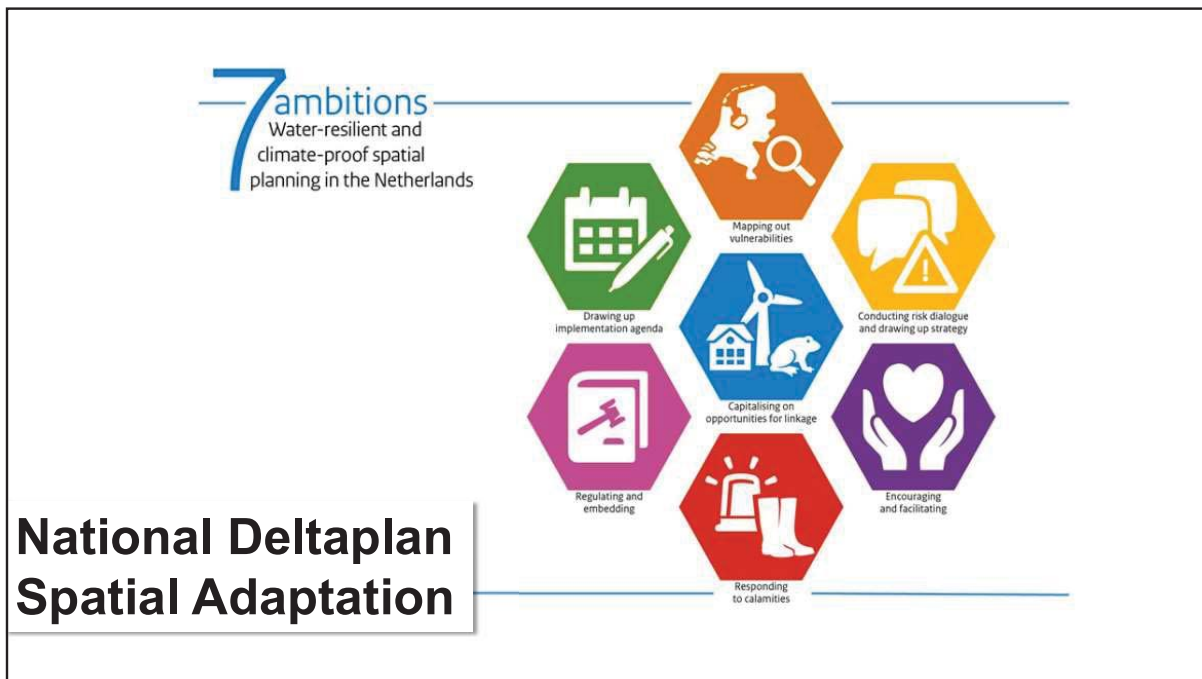 7 ambitions
Water-resilient and
climate-proof spatial
planning in the Netherlands
Mapping out
vulnerabilities
Drawing up
implementation agenda
Conducting risk dialogue
and drawing up strategy
Capitalising on
opportunities for linkage
Regulating and
embedding
Encouraging
and facilitating
Responding
to calamities
National Deltaplan
Spatial Adaptation